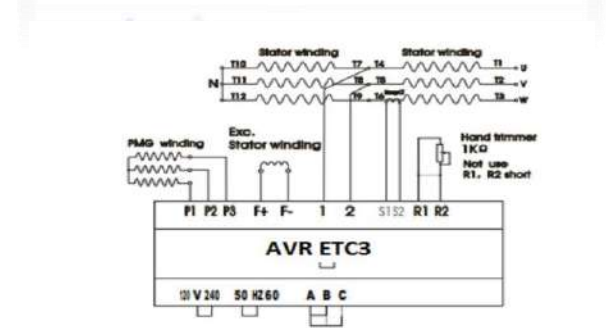 Stator winding Stator winding
T10 T7 T4 T1 U
N T11 T8 T5 T2 V
T12 T9 T6 T3 W
PMG winding
Exc.
Stator winding
Hand trimmer
1KΩ
Not use
R1, R2 short
P1 P2 P3 F+ F- 1 2 S1 S2 R1 R2
AVR ETC3
120 V 240 50 HZ 60 A B C